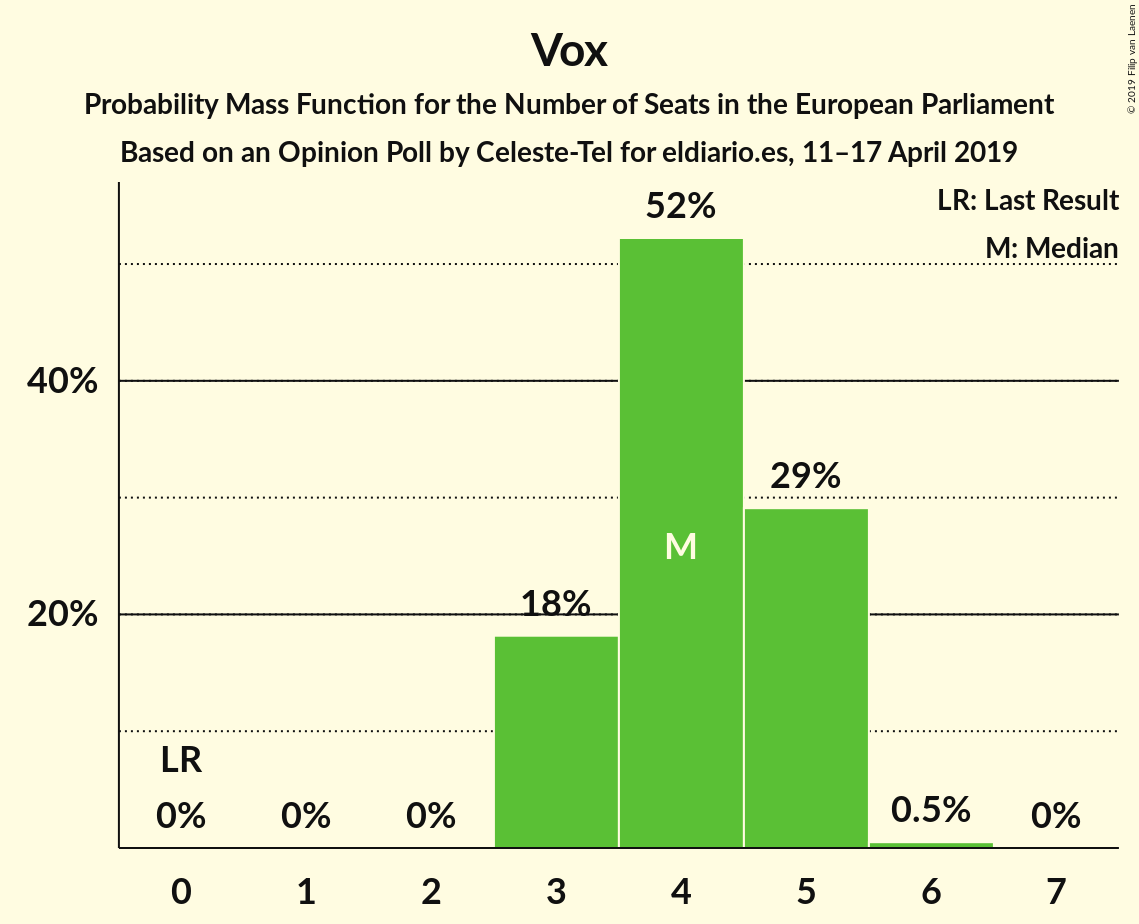 Vox
Probability Mass Function for the Number of Seats in the European Parliament
Based on an Opinion Poll by Celeste-Tel for eldiario.es, 11–17 April 2019
© 2019 Filip van Laenen
LR: Last Result
M: Median
52%
40%
29%
M
20%
18%
LR
0%
0%
0%
0.5%
0%
0
1
2
3
4
5
6
7